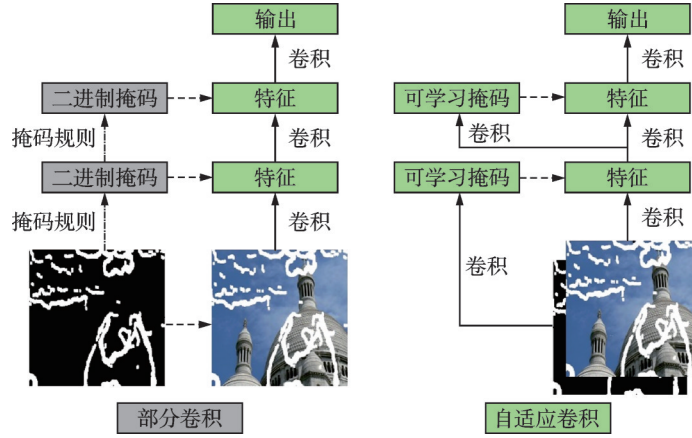 输出
卷积
二进制掩码
特征
掩码规则
卷积
二进制掩码
特征
掩码规则
卷积
部分卷积
输出
卷积
可学习掩码
特征
卷积
卷积
可学习掩码
特征
卷积
卷积
自适应卷积